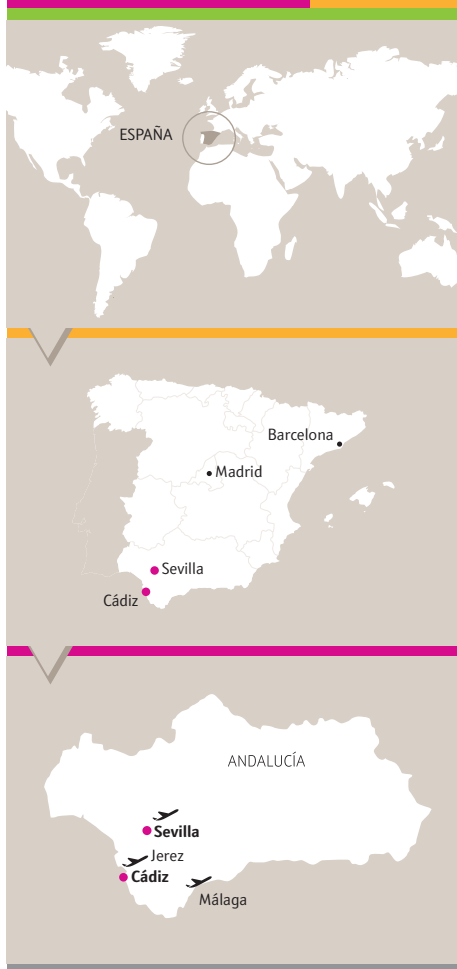 ESPAÑA
Barcelona
Madrid
Sevilla
Cádiz
ANDALUCÍA
Sevilla
Jerez
Cádiz
Málaga